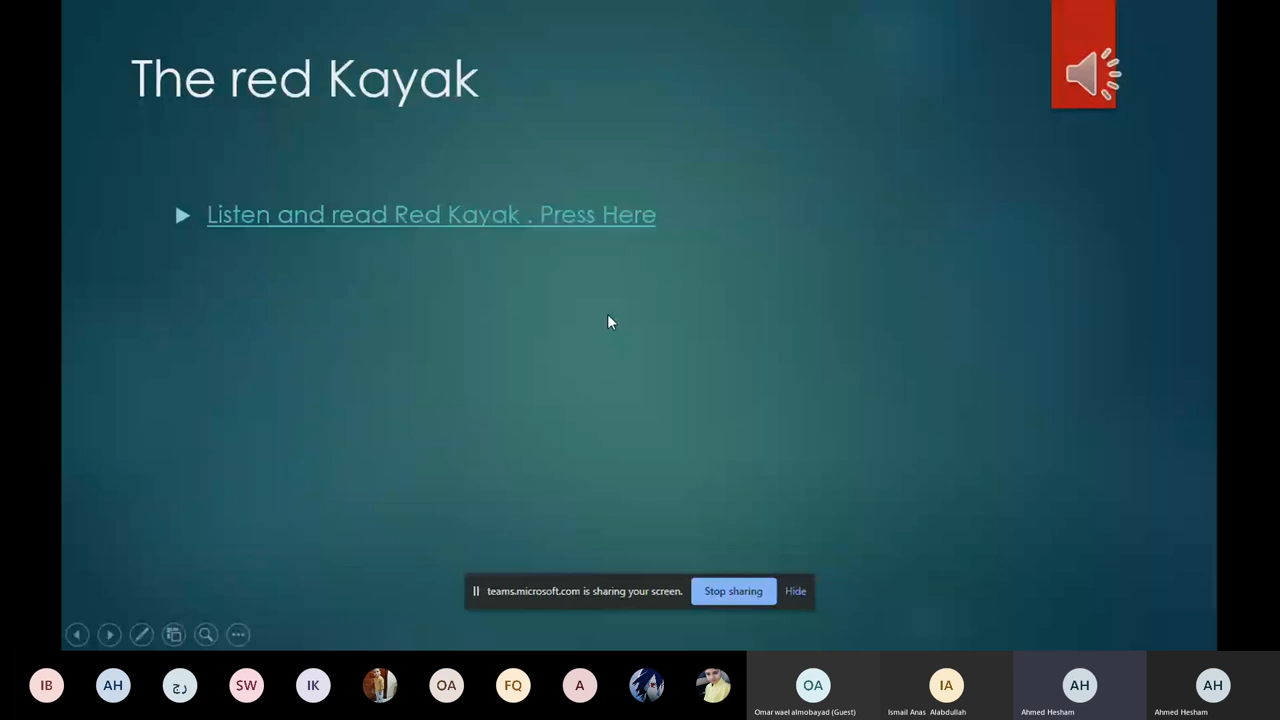 The red Kayak
Listen and read Red Kayak . Press Here
teams.microsoft.com is sharing your screen.
Stop sharing
Hide
IB
AH
رج
SW
IK
OA
FQ
A
OA
IA
AH
AH
Omar wael almobayad (Guest)
Ismail Anas Alabdullah
Ahmed Hesham
Ahmed Hesham